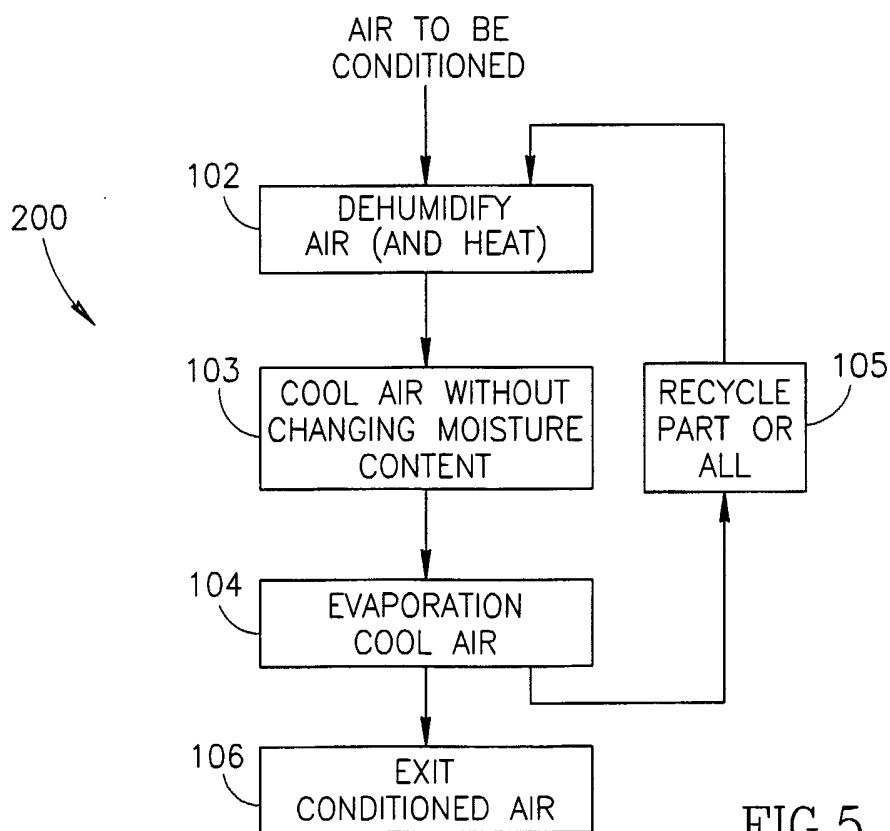 AIR TO BE
CONDITIONED
200
102
DEHUMIDIFY
AIR (AND HEAT)
103
COOL AIR WITHOUT
CHANGING MOISTURE
CONTENT
105
RECYCLE
PART OR
ALL
104
EVAPORATION
COOL AIR
106
EXIT
CONDITIONED AIR
FIG.5